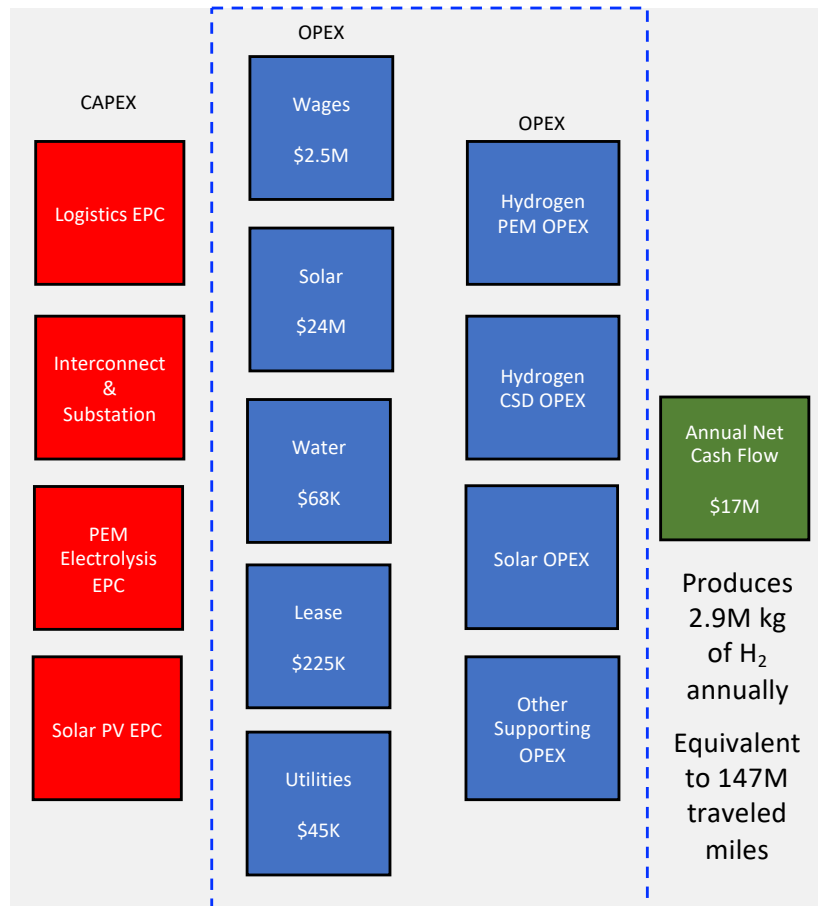 CAPEX
Logistics EPC
Interconnect
&
Substation
PEM
Electrolysis
EPC
Solar PV EPC
OPEX
Wages
$2.5M
Solar
$24M
Water
$68K
Lease
$225K
Utilities
$45K
OPEX
Hydrogen
PEM OPEX
Hydrogen
CSD OPEX
Solar OPEX
Other
Supporting
OPEX
Annual Net
Cash Flow
$17M
Produces
2.9M kg
of H₂
annually
Equivalent
to 147M
traveled
miles